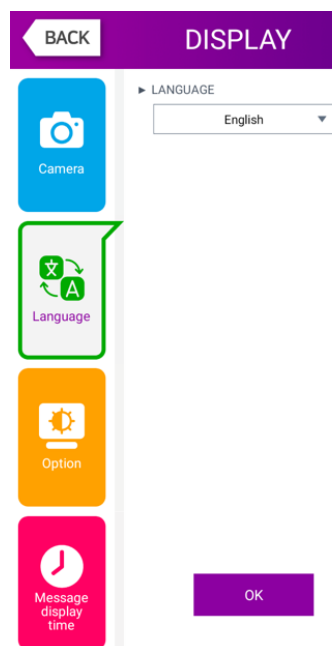 BACK
DISPLAY
► LANGUAGE
English
Camera
文
A
Language
Option
Message
display
time
OK